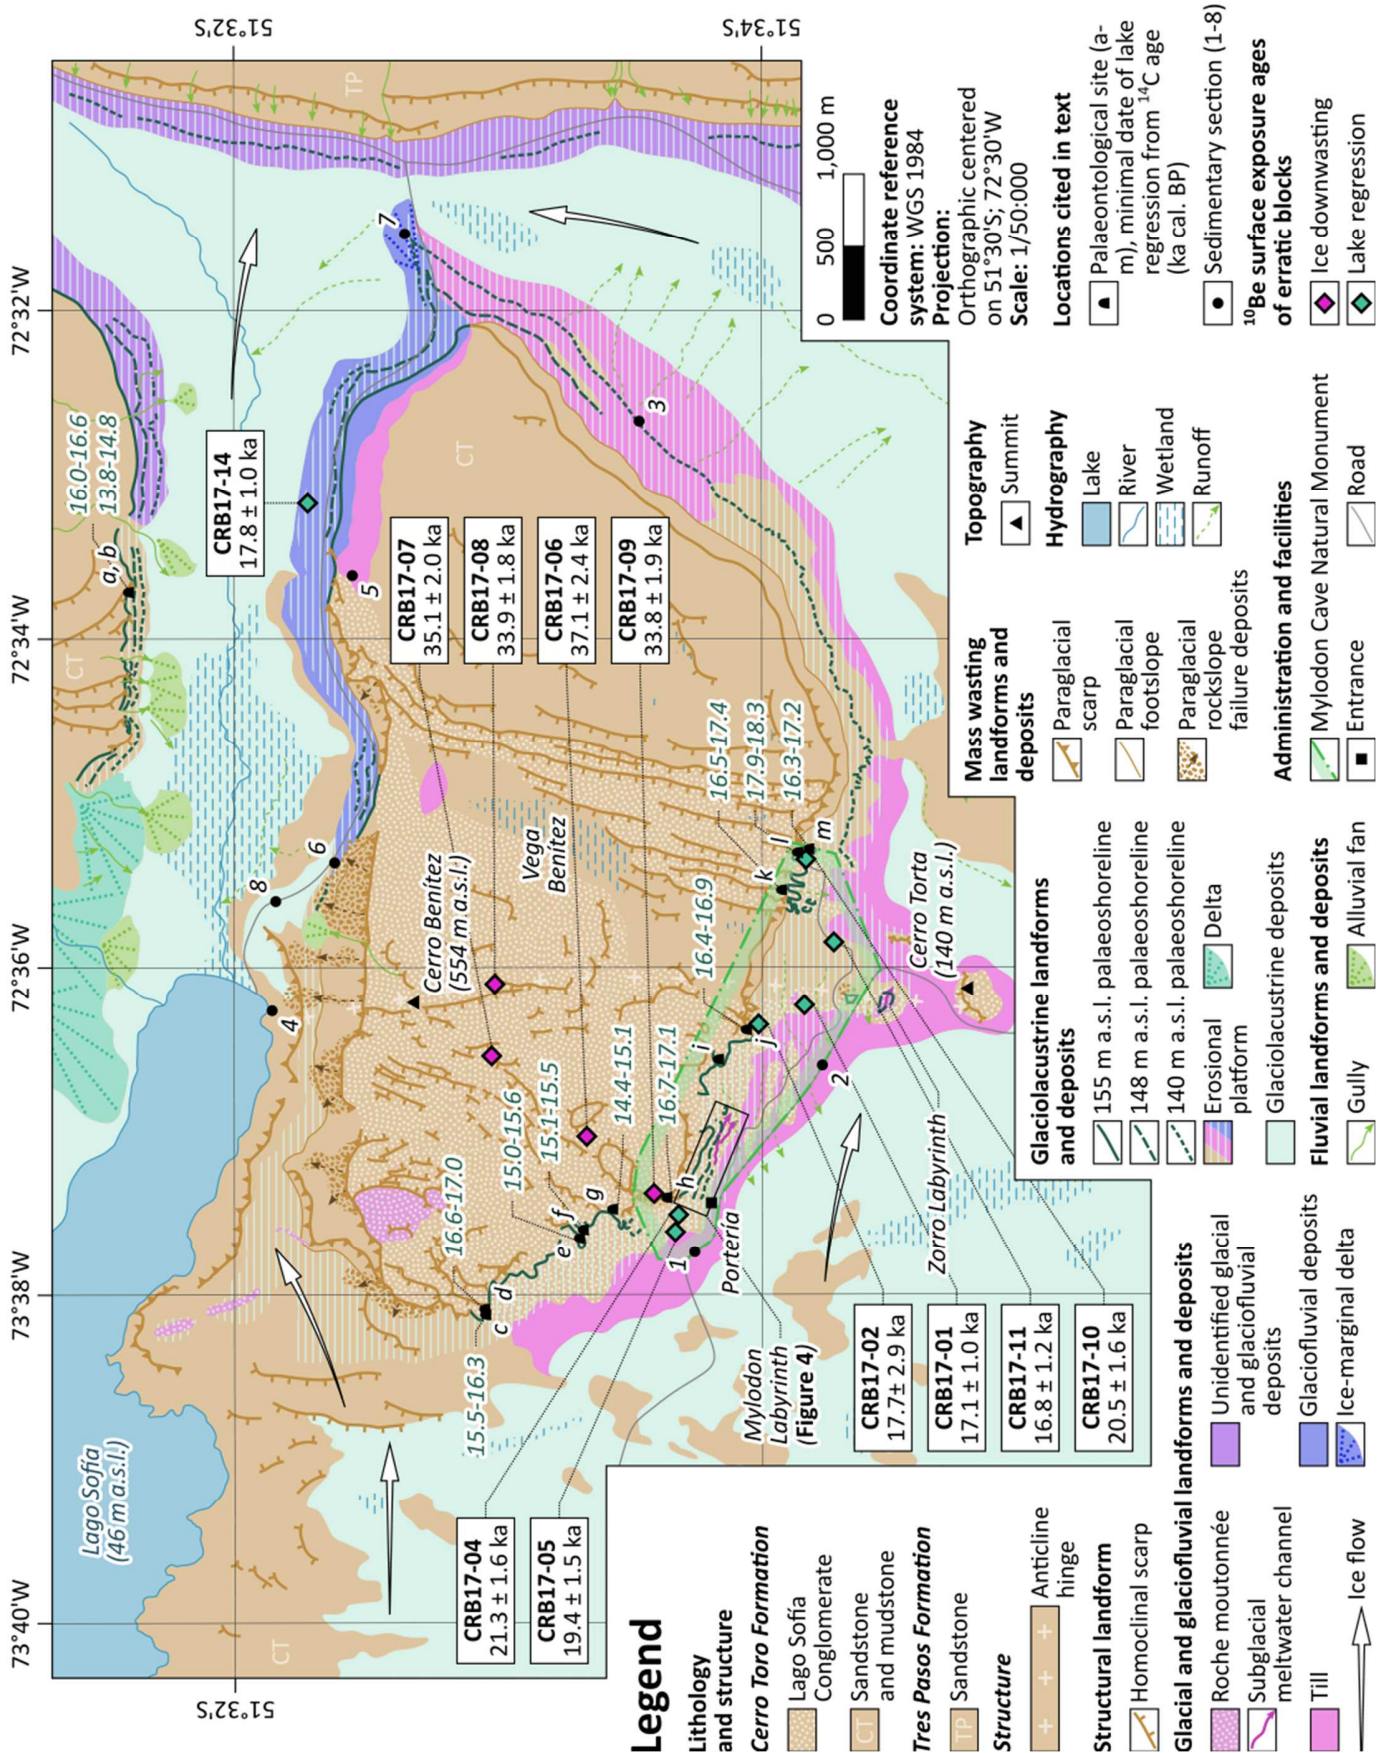 73°40'W
73°38'W
72°36'W
72°34'W
72°32'W
51°32'S
51°32'S
51°34'S
Lago Sofía
(46 m a.s.l.)
CT
CT
CT
TP
a, b
16.0-16.6
13.8-14.8
CRB17-14
17.8 ± 1.0 ka
7
8
6
5
4
3
Cerro Benítez
(554 m a.s.l.)
Vega
Benítez
CRB17-07
35.1 ± 2.0 ka
CRB17-08
33.9 ± 1.8 ka
CRB17-06
37.1 ± 2.4 ka
CRB17-09
33.8 ± 1.9 ka
15.5-16.3
16.6-17.0
15.0-15.6
15.1-15.5
14.4-15.1
16.7-17.1
16.4-16.9
16.5-17.4
17.9-18.3
16.3-17.2
c
d
e
f
g
h
i
j
k
l
m
1
2
Portería
Mylodon
Labyrinth
(Figure 4)
Zorro Labyrinth
Cerro Torta
(140 m a.s.l.)
CRB17-04
21.3 ± 1.6 ka
CRB17-05
19.4 ± 1.5 ka
CRB17-02
17.7± 2.9 ka
CRB17-01
17.1 ± 1.0 ka
CRB17-11
16.8 ± 1.2 ka
CRB17-10
20.5 ± 1.6 ka
0 500 1,000 m
Coordinate reference
system: WGS 1984
Projection:
Orthographic centered
on 51°30'S; 72°30'W
Scale: 1/50:000
Legend
Lithology
and structure
Cerro Toro Formation
Lago Sofia
Conglomerate
CT
Sandstone
and mudstone
Tres Pasos Formation
TP
Sandstone
Structure
Anticline
hinge
Structural landform
Homoclinal scarp
Glacial and glaciofluvial landforms and deposits
Roche moutonnée
Subglacial
meltwater channel
Till
Ice flow
Unidentified glacial
and glaciofluvial
deposits
Glaciofluvial deposits
Ice-marginal delta
Glaciolacustrine landforms
and deposits
155 m a.s.l. palaeoshoreline
148 m a.s.l. palaeoshoreline
140 m a.s.l. palaeoshoreline
Erosional
platform
Delta
Glaciolacustrine deposits
Fluvial landforms and deposits
Gully
Alluvial fan
Mass wasting
landforms and
deposits
Paraglacial
scarp
Paraglacial
footslope
Paraglacial
rockslope
failure deposits
Topography
Summit
Hydrography
Lake
River
Wetland
Runoff
Administration and facilities
Mylodon Cave Natural Monument
Entrance
Road
Locations cited in text
Palaeontological site (a-
m), minimal date of lake
regression from ¹⁴C age
(ka cal. BP)
Sedimentary section (1-8)
¹⁰Be surface exposure ages
of erratic blocks
Ice downwasting
Lake regression